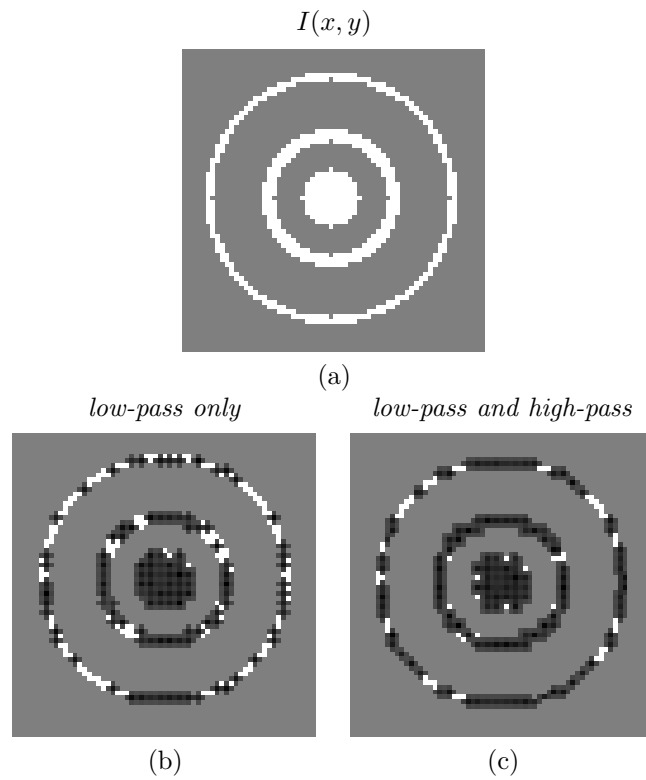 I(x, y)
(a)
low-pass only
low-pass and high-pass
(b)
(c)